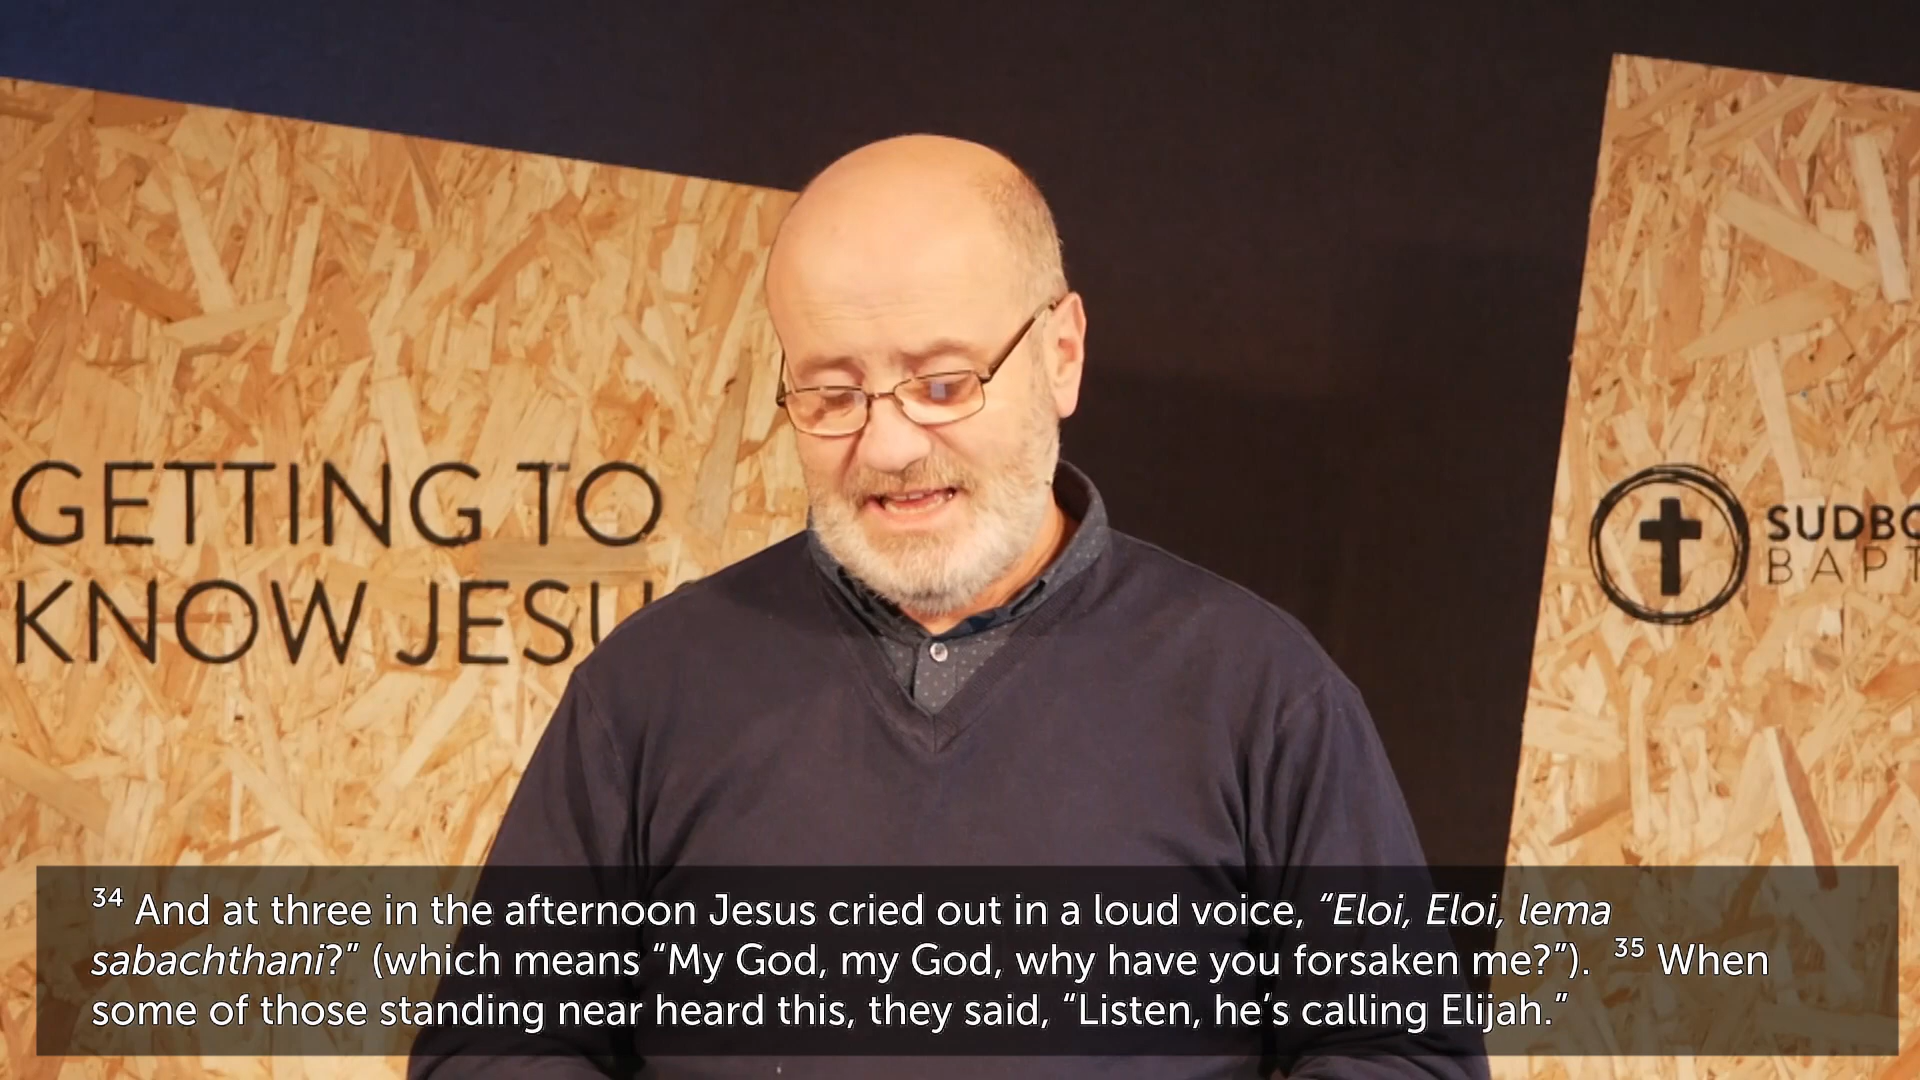 GETTING TO
KNOW JESU
SUDBO
BAPT
34 And at three in the afternoon Jesus cried out in a loud voice, “Eloi, Eloi, lema
sabachthani?” (which means “My God, my God, why have you forsaken me?”). 35 When
some of those standing near heard this, they said, “Listen, he’s calling Elijah.”